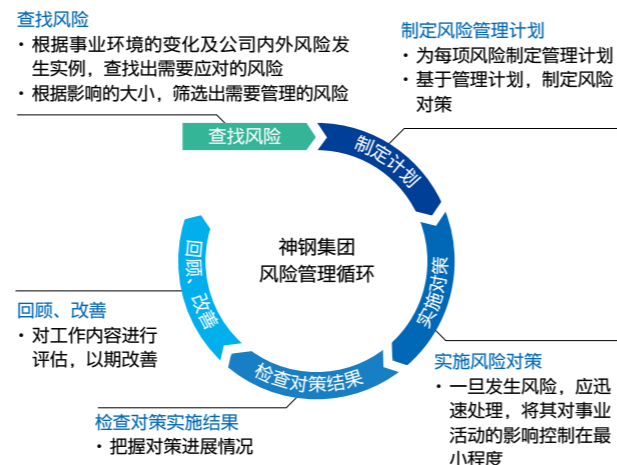 查找风险
・根据事业环境的变化及公司内外风险发
生实例，查找出需要应对的风险
・根据影响的大小，筛选出需要管理的风险
制定风险管理计划
・为每项风险制定管理计划
・基于管理计划，制定风险
对策
查找风险
制定计划
实施对策
检查对策结果
回顾、改善
神钢集团
风险管理循环
回顾、改善
・对工作内容进行
评估，以期改善
实施风险对策
・一旦发生风险，应迅
速处理，将其对事业
活动的影响控制在最
小程度
检查对策实施结果
・把握对策进展情况